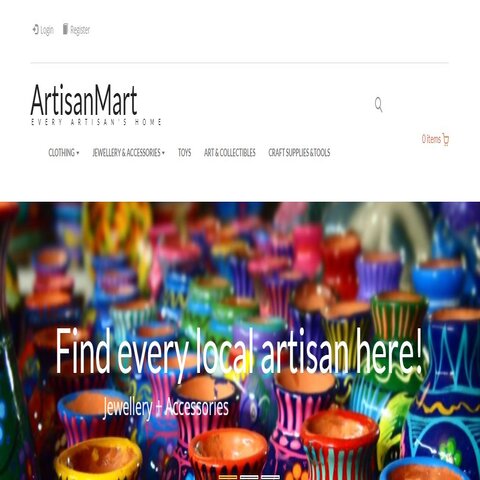 Login Register
ArtisanMart
EVERY ARTISAN'S HOME
0 items
CLOTHING JEWELLERY & ACCESSORIES TOYS ART & COLLECTIBLES CRAFT SUPPLIES &TOOLS
Find every local artisan here!
Jewellery + Accessories